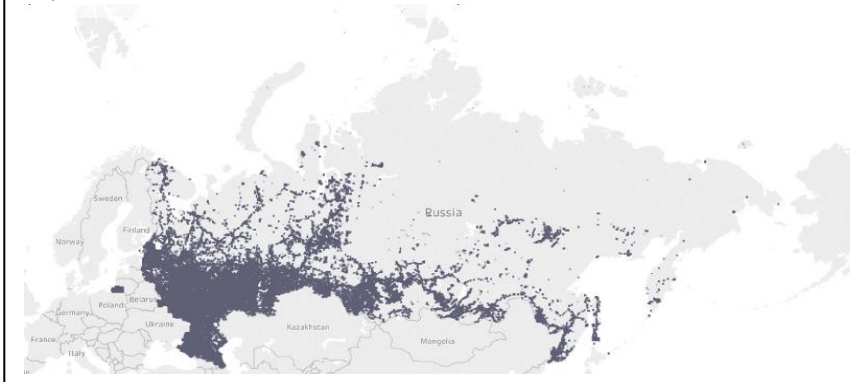 Sweden
Russia
Finland
Norway
Poland
Belarus
Germany
Ukraine
France
Kazakhstan
Mongolia
Italy